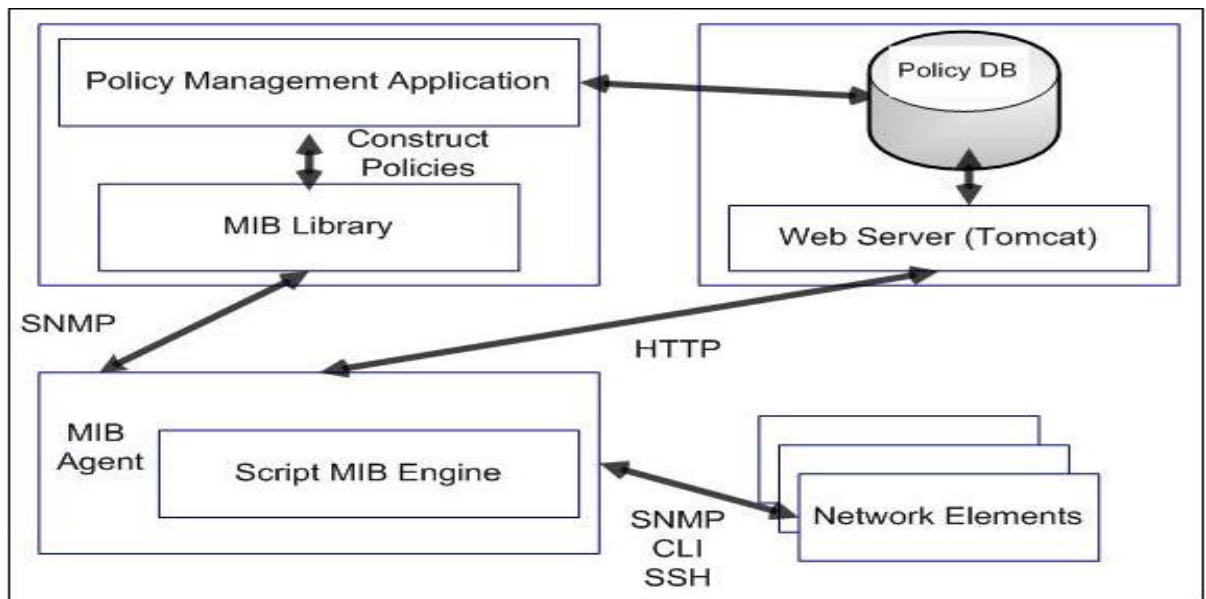 Policy Management Application
Policy DB
Construct
Policies
MIB Library
Web Server (Tomcat)
SNMP
HTTP
MIB
Agent
Script MIB Engine
SNMP
CLI
SSH
Network Elements